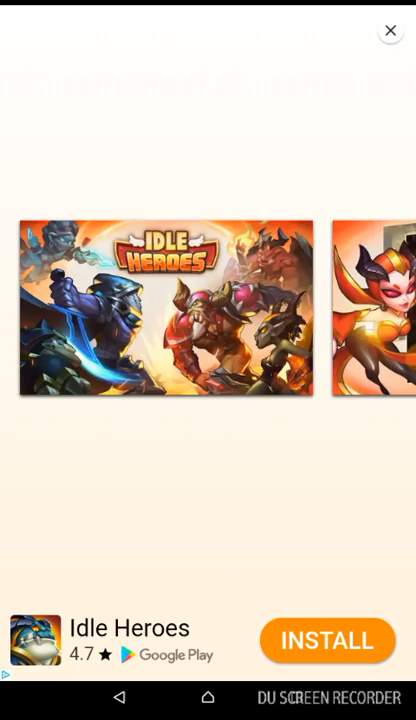 IDLE
HEROES
Idle Heroes
4.7 ★ Google Play
INSTALL
DU SCREEN RECORDER